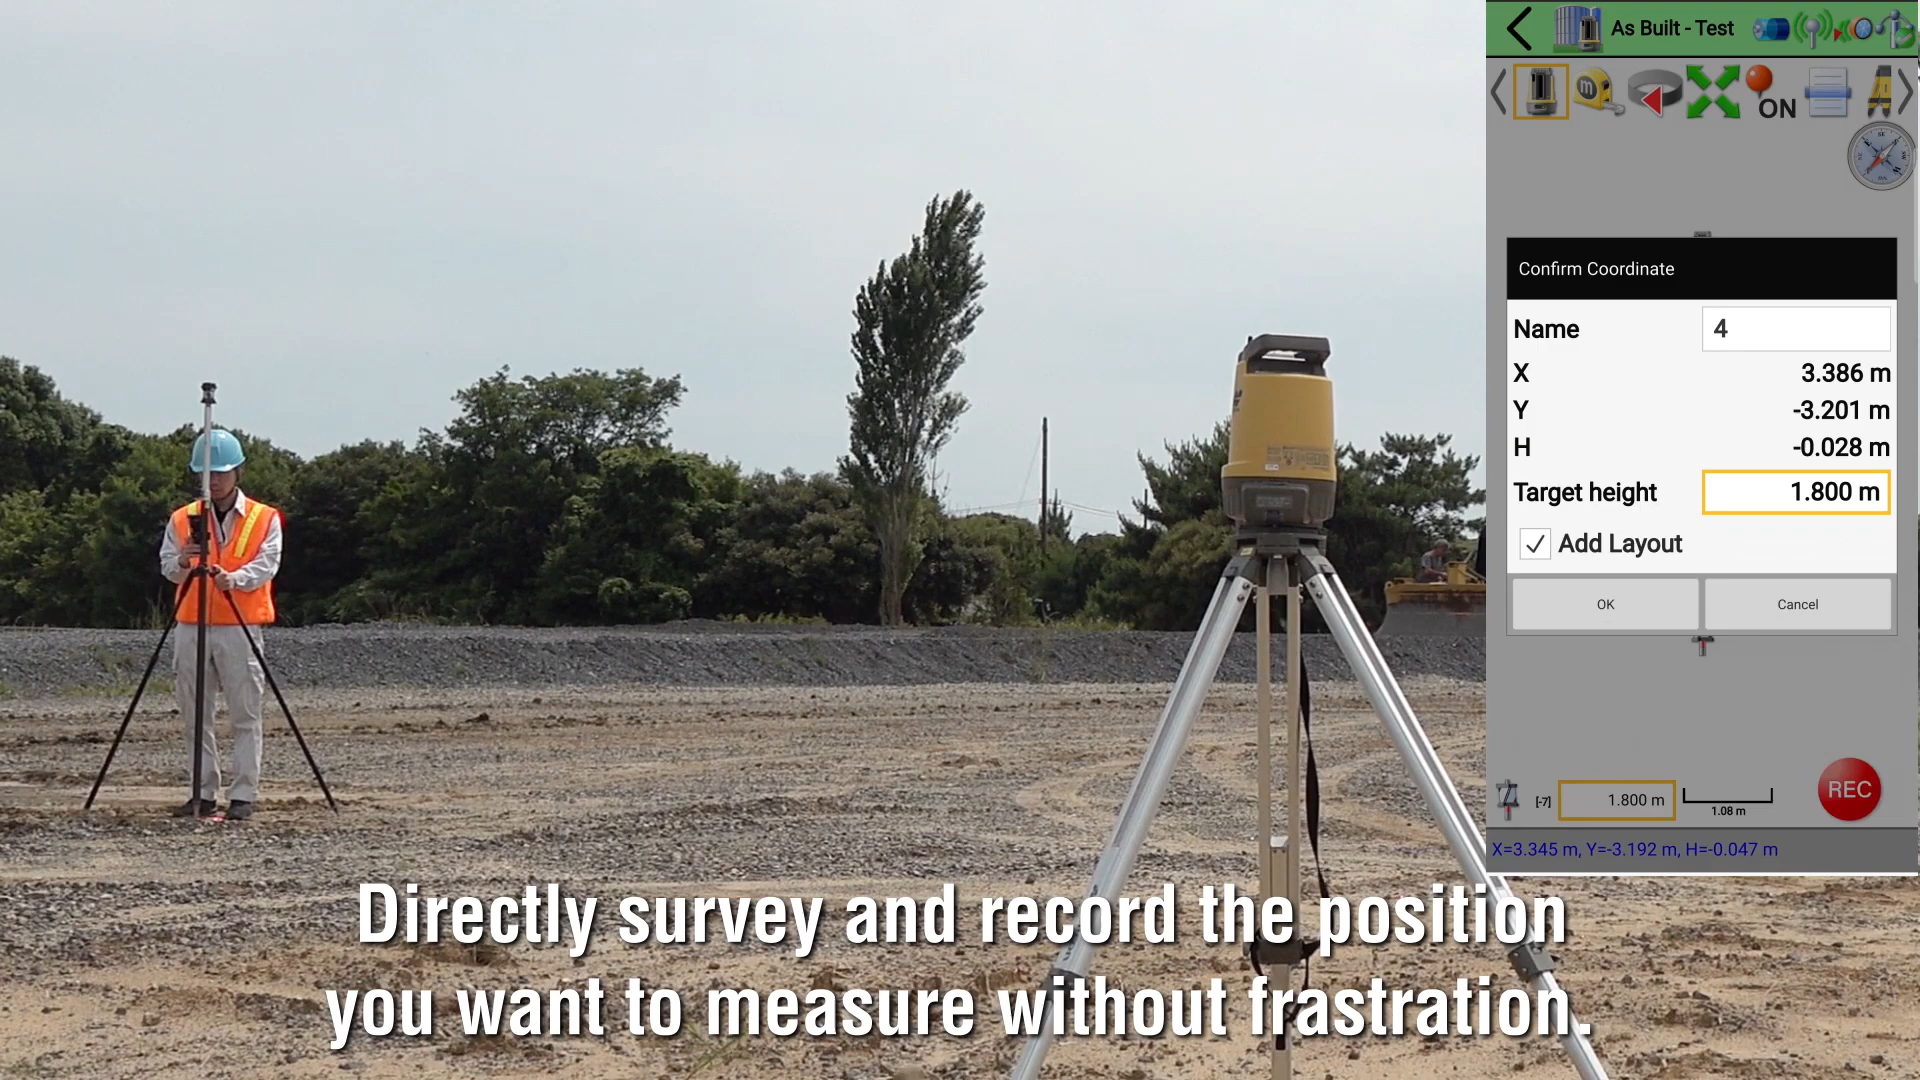 As Built - Test
m
ON
Confirm Coordinate
Name 4
X 3.386 m
Y -3.201 m
H -0.028 m
Target height 1.800 m
Add Layout
OK Cancel
[-7] 1.800 m 1.08 m REC
X=3.345 m, Y=-3.192 m, H=-0.047 m
Directly survey and record the position
you want to measure without frastration.